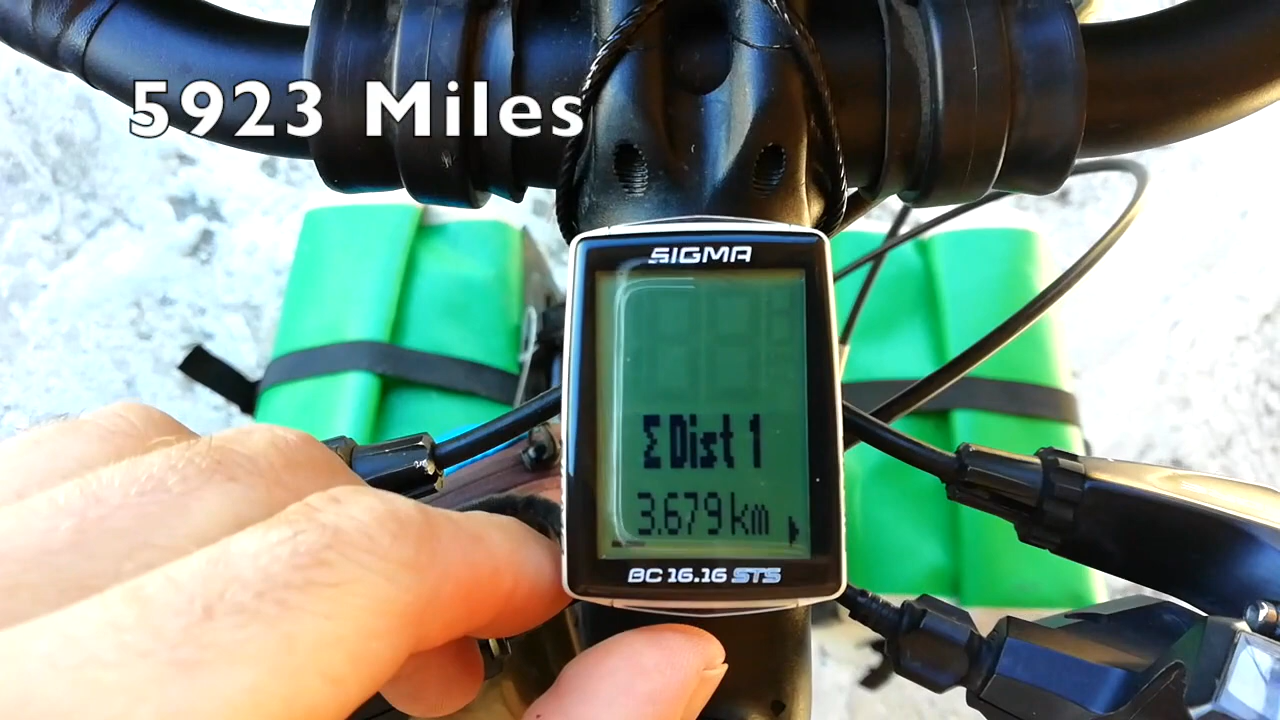 5923 Miles
SIGMA
Σ Dist 1
3.679 km
BC 16.16 STS